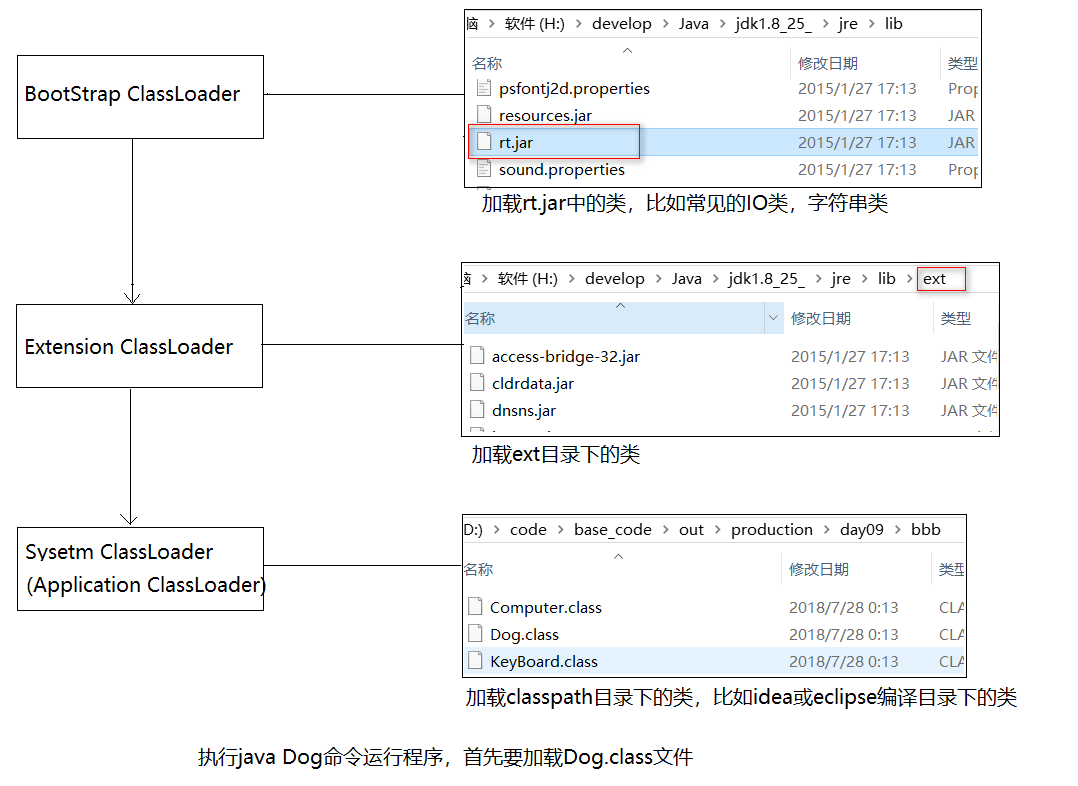 BootStrap ClassLoader
脑 > 软件 (H:) > develop > Java > jdk1.8_25_ > jre > lib
名称 修改日期 类型
psfontj2d.properties 2015/1/27 17:13 Prop
resources.jar 2015/1/27 17:13 JAR
rt.jar 2015/1/27 17:13 JAR
sound.properties 2015/1/27 17:13 Prop
加载rt.jar中的类，比如常见的IO类，字符串类
Extension ClassLoader
> 软件 (H:) > develop > Java > jdk1.8_25_ > jre > lib > ext
名称 修改日期 类型
access-bridge-32.jar 2015/1/27 17:13 JAR 文件
cldrdata.jar 2015/1/27 17:13 JAR 文件
dnsns.jar 2015/1/27 17:13 JAR 文件
加载ext目录下的类
Sysetm ClassLoader
(Application ClassLoader)
D:) > code > base_code > out > production > day09 > bbb
名称 修改日期 类型
Computer.class 2018/7/28 0:13 CLA
Dog.class 2018/7/28 0:13 CLA
KeyBoard.class 2018/7/28 0:13 CLA
加载classpath目录下的类，比如idea或eclipse编译目录下的类
执行java Dog命令运行程序，首先要加载Dog.class文件